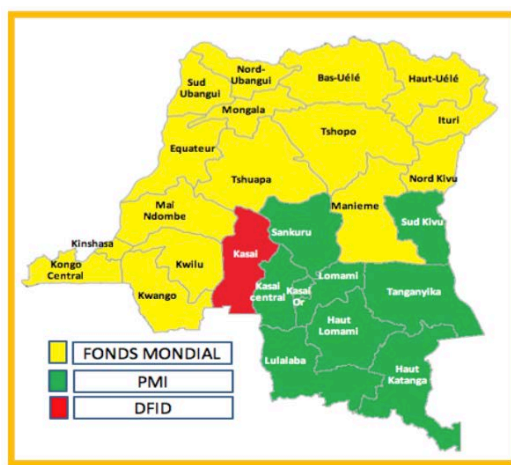 Nord-
Ubangui
Sud
Ubangui
Bas-Uélé
Haut-Uélé
Mongala
Ituri
Equateur
Tshopo
Tshuapa
Nord Kivu
Mai
Ndombe
Manieme
Sud Kivu
Sankuru
Kinshasa
Kasai
Kongo
Central
Kwilu
Kwango
Kasai
central
Kasai
Or
Lomami
Tanganyika
Haut
Lomami
Lulalaba
Haut
Katanga
FONDS MONDIAL
PMI
DFID